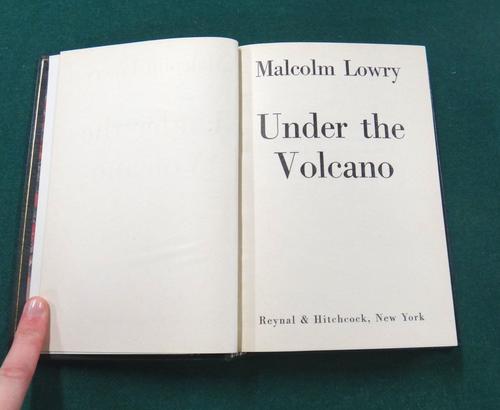 Malcolm Lowry
Under the
Volcano
Reynal & Hitchcock, New York